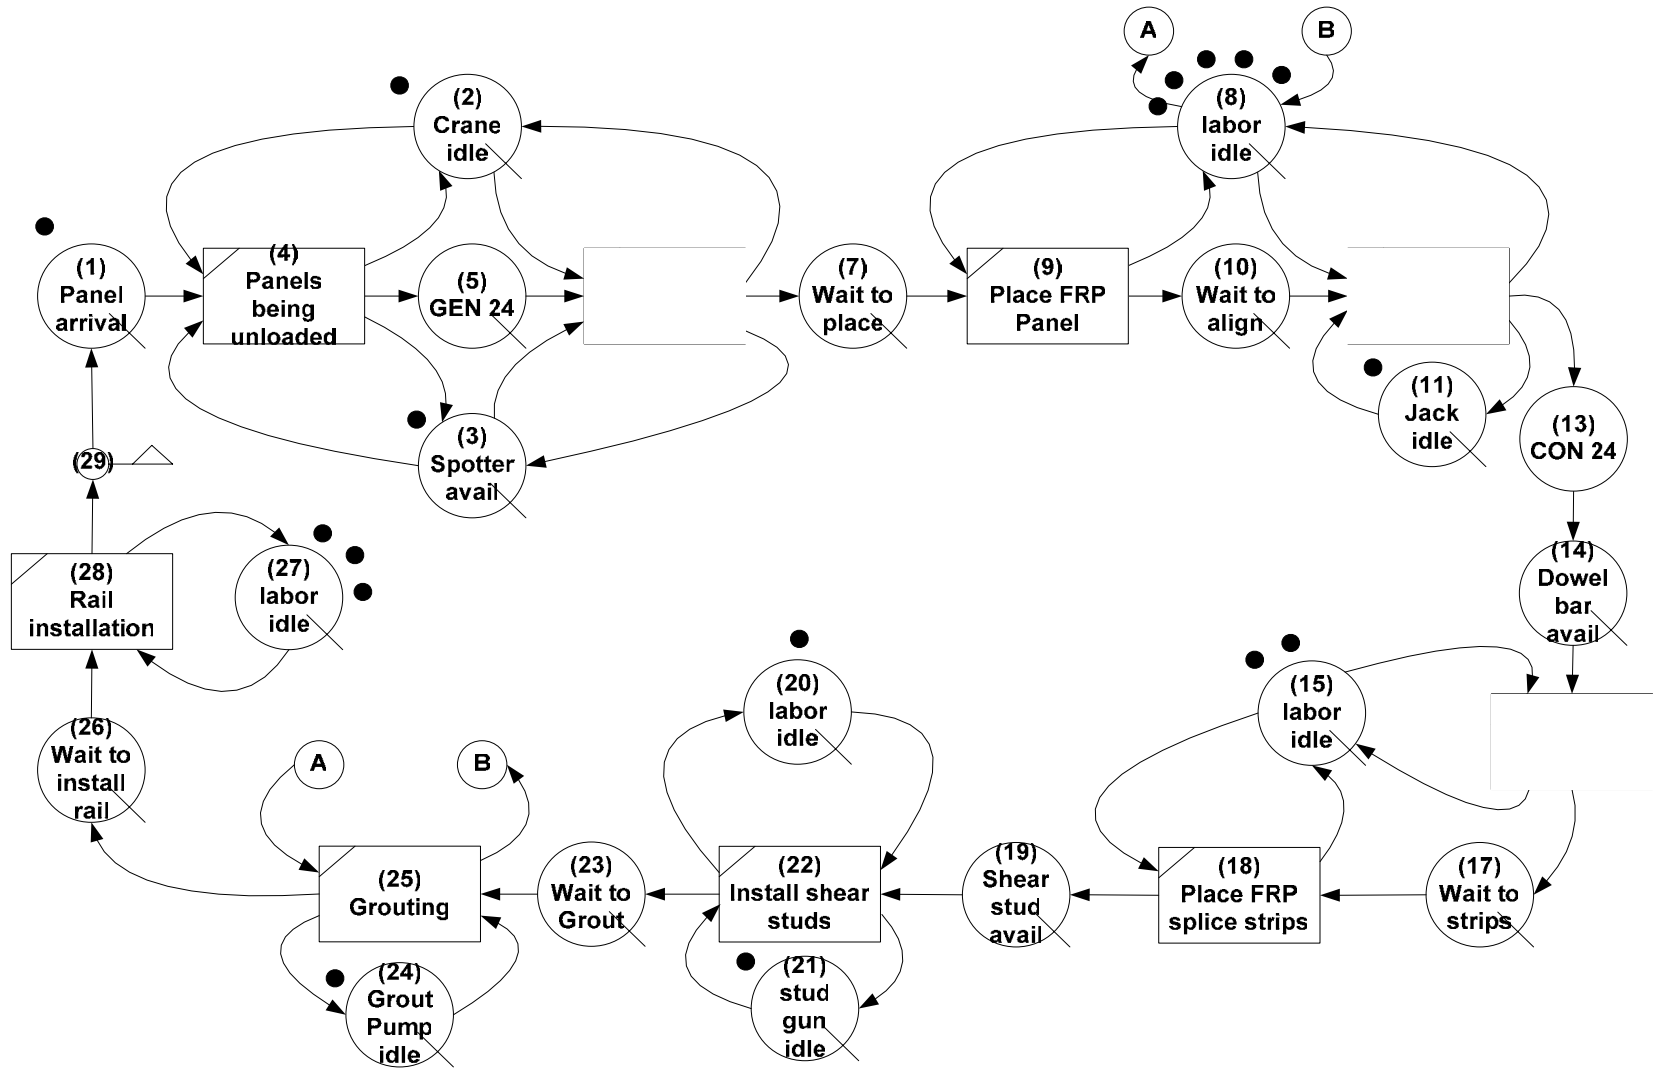 A
B
(2)
Crane
idle
(8)
labor
idle
(1)
Panel
arrival
(4)
Panels
being
unloaded
(5)
GEN 24
(7)
Wait to
place
(9)
Place FRP
Panel
(10)
Wait to
align
(11)
Jack
idle
(13)
CON 24
(3)
Spotter
avail
(29)
(28)
Rail
installation
(27)
labor
idle
(14)
Dowel
bar
avail
(20)
labor
idle
(15)
labor
idle
(26)
Wait to
install
rail
A
B
(25)
Grouting
(23)
Wait to
Grout
(22)
Install shear
studs
(19)
Shear
stud
avail
(18)
Place FRP
splice strips
(17)
Wait to
strips
(24)
Grout
Pump
idle
(21)
stud
gun
idle